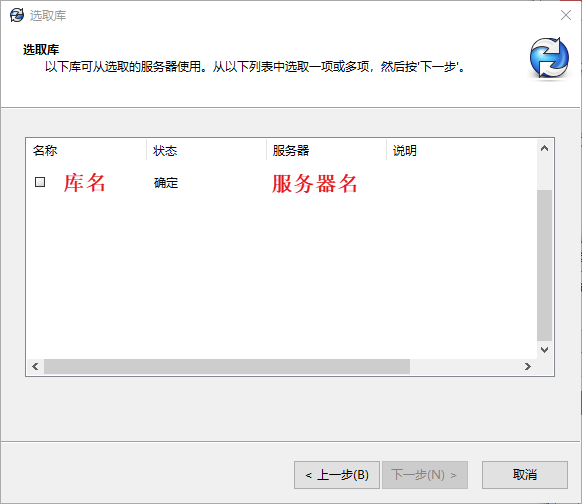 选取库
选取库
以下库可从选取的服务器使用。从以下列表中选取一项或多项，然后按'下一步'。
名称 状态 服务器 说明
库名 确定 服务器名
< 上一步(B) 下一步(N) > 取消